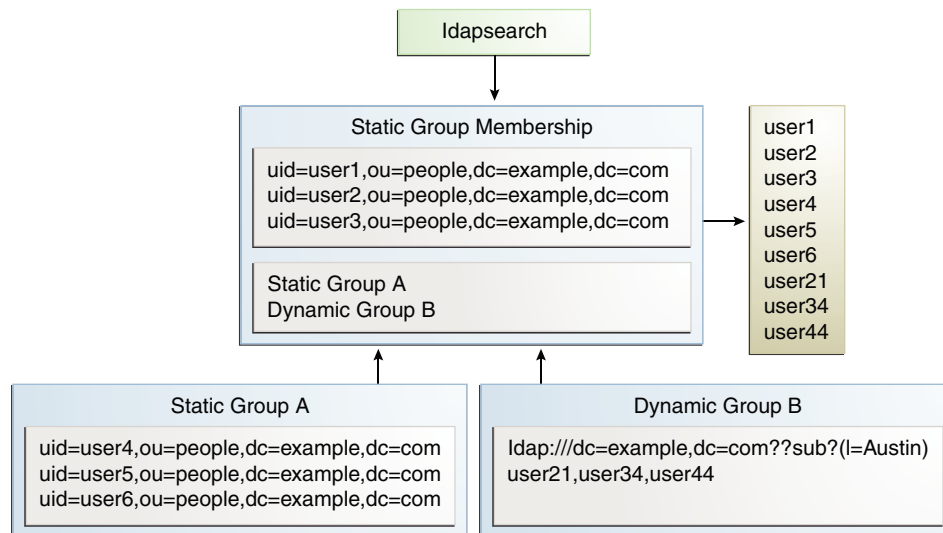 ldapsearch
Static Group Membership
uid=user1,ou=people,dc=example,dc=com
uid=user2,ou=people,dc=example,dc=com
uid=user3,ou=people,dc=example,dc=com
Static Group A
Dynamic Group B
user1
user2
user3
user4
user5
user6
user21
user34
user44
Static Group A
uid=user4,ou=people,dc=example,dc=com
uid=user5,ou=people,dc=example,dc=com
uid=user6,ou=people,dc=example,dc=com
Dynamic Group B
ldap:///dc=example,dc=com??sub?(l=Austin)
user21,user34,user44